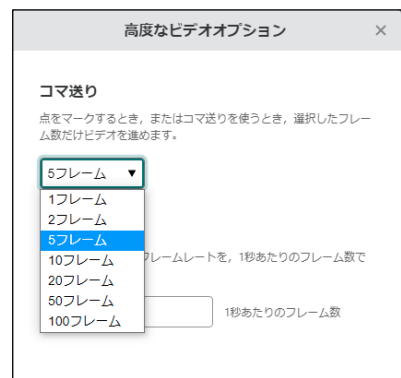 高度なビデオオプション ×
コマ送り
点をマークするとき，またはコマ送りを使うとき，選択したフレー
ム数だけビデオを進めます。
5フレーム ▼
1フレーム
2フレーム
5フレーム
フレームレートを，1秒あたりのフレーム数で
10フレーム
20フレーム
50フレーム
1秒あたりのフレーム数
100フレーム